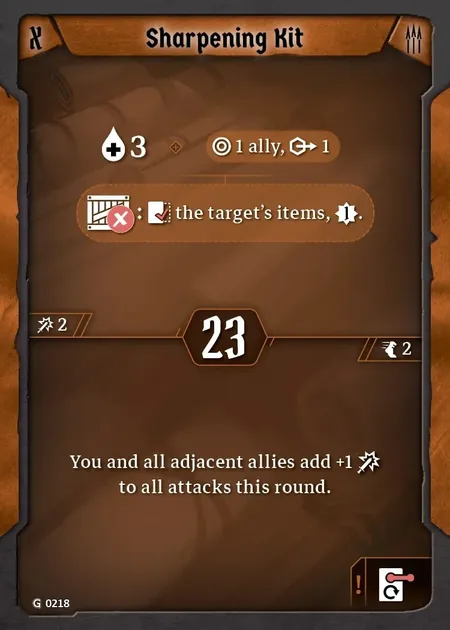 X Sharpening Kit
3 1 ally, 1
: the target's items, 1.
2
23
2
You and all adjacent allies add +1
to all attacks this round.
!
G 0218